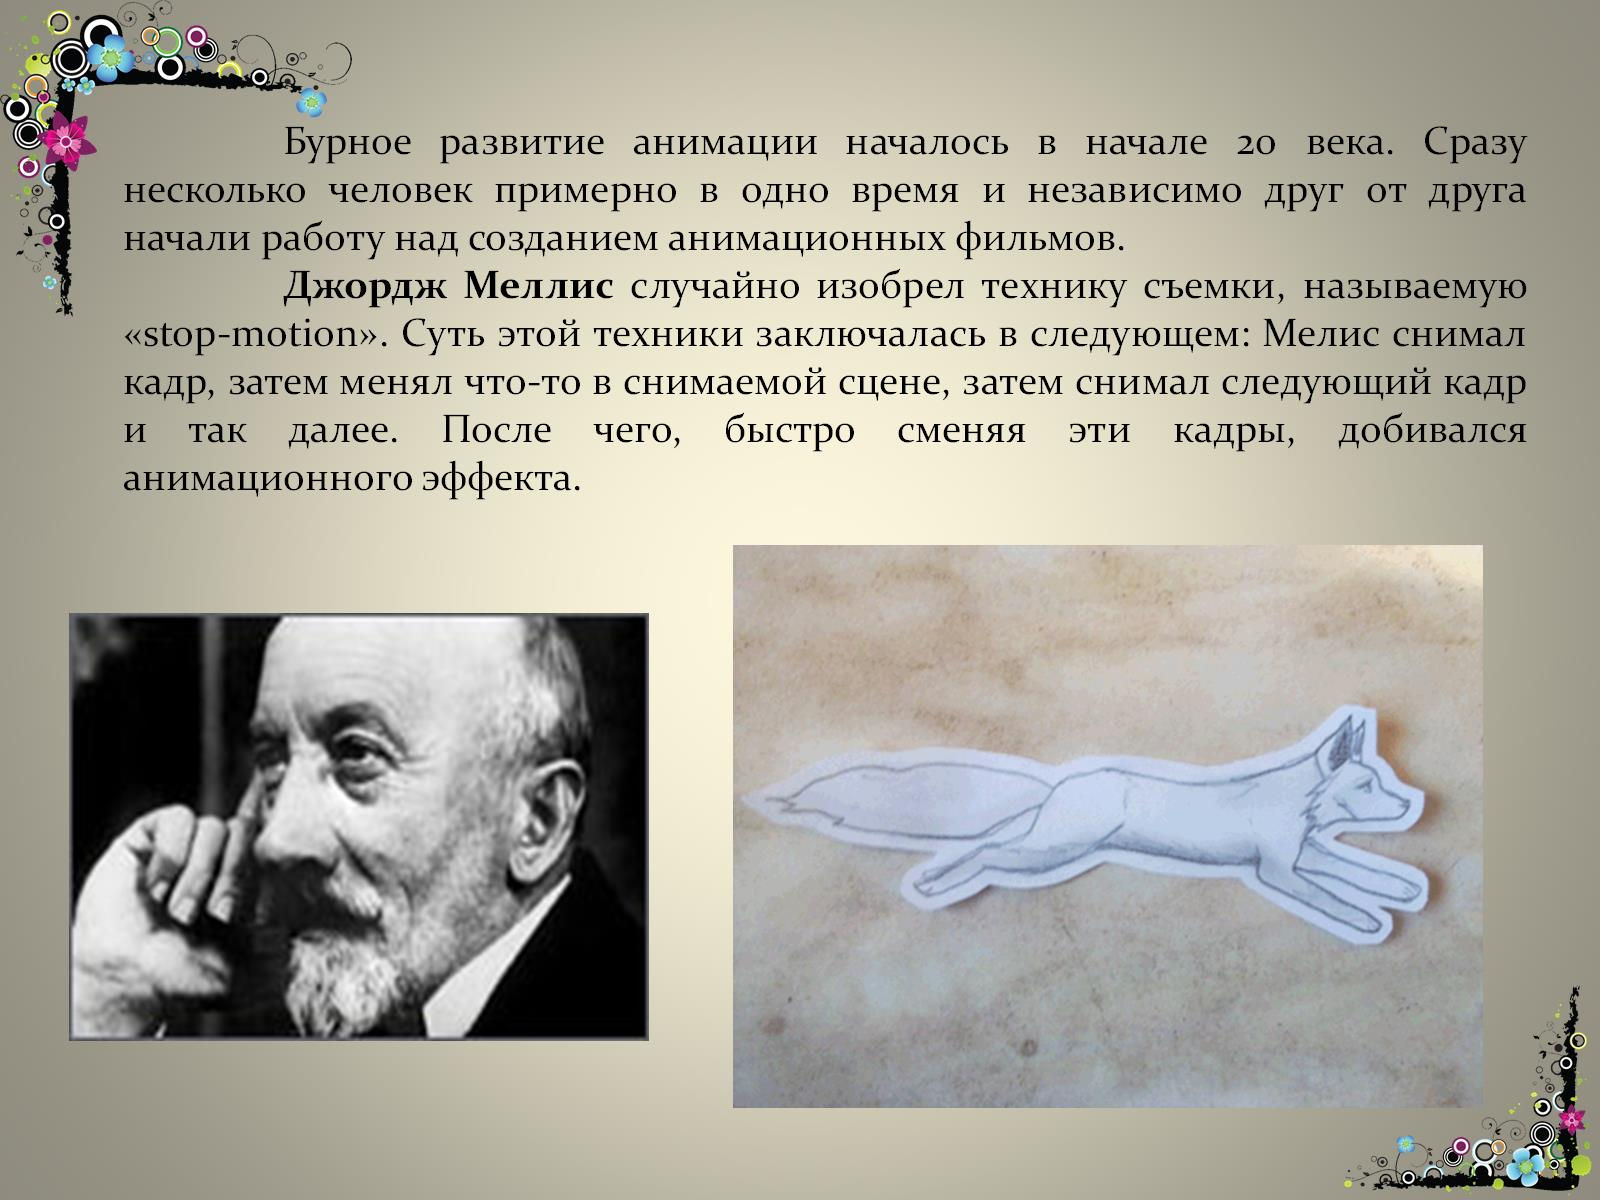 Бурное развитие анимации началось в начале 20 века. Сразу
несколько человек примерно в одно время и независимо друг от друга
начали работу над созданием анимационных фильмов.
Джордж Меллис случайно изобрел технику съемки, называемую
«stop-motion». Суть этой техники заключалась в следующем: Мелис снимал
кадр, затем менял что-то в снимаемой сцене, затем снимал следующий кадр
и так далее. После чего, быстро сменяя эти кадры, добивался
анимационного эффекта.